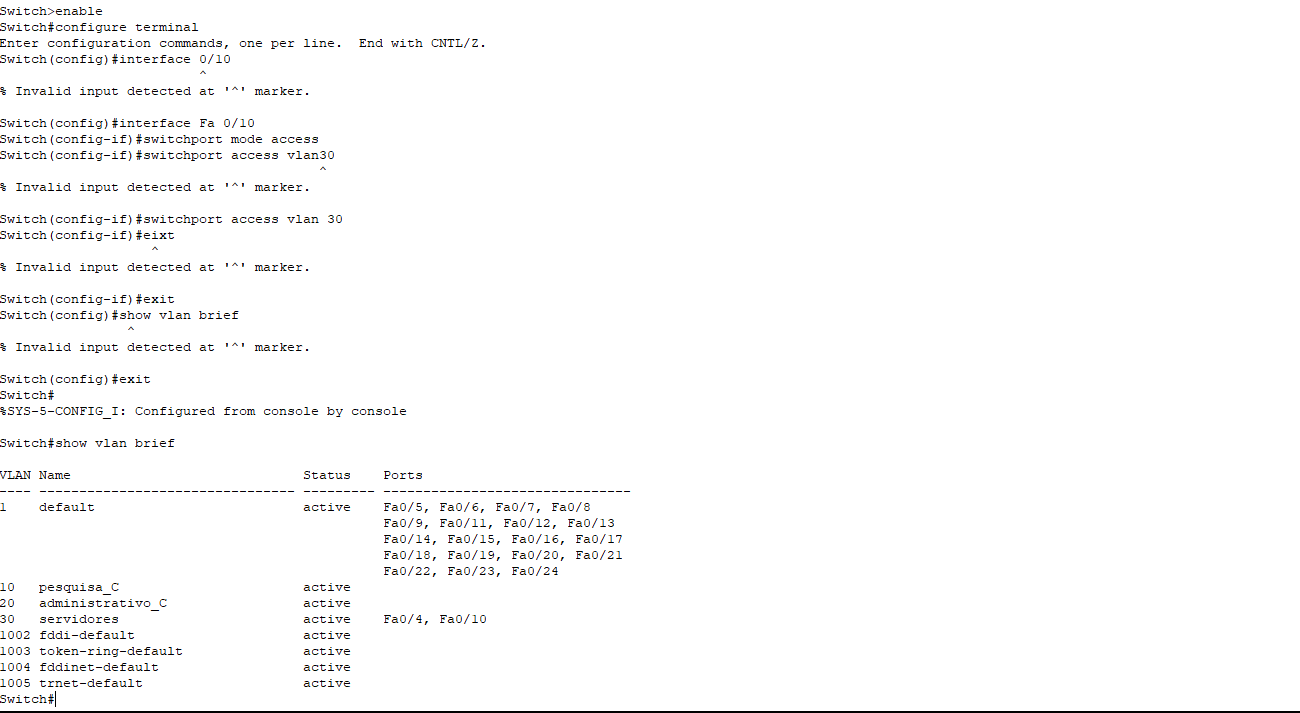 Switch>enable
Switch#configure terminal
Enter configuration commands, one per line.  End with CNTL/Z.
Switch(config)#interface 0/10
                         ^
% Invalid input detected at '^' marker.

Switch(config)#interface Fa 0/10
Switch(config-if)#switchport mode access
Switch(config-if)#switchport access vlan30
                                        ^
% Invalid input detected at '^' marker.

Switch(config-if)#switchport access vlan 30
Switch(config-if)#eixt
                   ^
% Invalid input detected at '^' marker.

Switch(config-if)#exit
Switch(config)#show vlan brief
                ^
% Invalid input detected at '^' marker.

Switch(config)#exit
Switch#
%SYS-5-CONFIG_I: Configured from console by console

Switch#show vlan brief

VLAN Name                             Status    Ports
---- -------------------------------- --------- -------------------------------
1    default                          active    Fa0/5, Fa0/6, Fa0/7, Fa0/8
                                                Fa0/9, Fa0/11, Fa0/12, Fa0/13
                                                Fa0/14, Fa0/15, Fa0/16, Fa0/17
                                                Fa0/18, Fa0/19, Fa0/20, Fa0/21
                                                Fa0/22, Fa0/23, Fa0/24
10   pesquisa_C                       active
20   administrativo_C                 active
30   servidores                       active    Fa0/4, Fa0/10
1002 fddi-default                     active
1003 token-ring-default               active
1004 fddinet-default                  active
1005 trnet-default                    active
Switch#